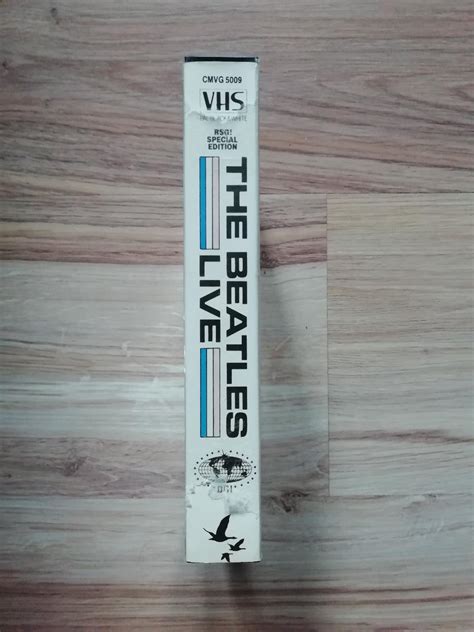 CMVG 5009
VHS
RSG!
SPECIAL
EDITION
THE BEATLES
LIVE